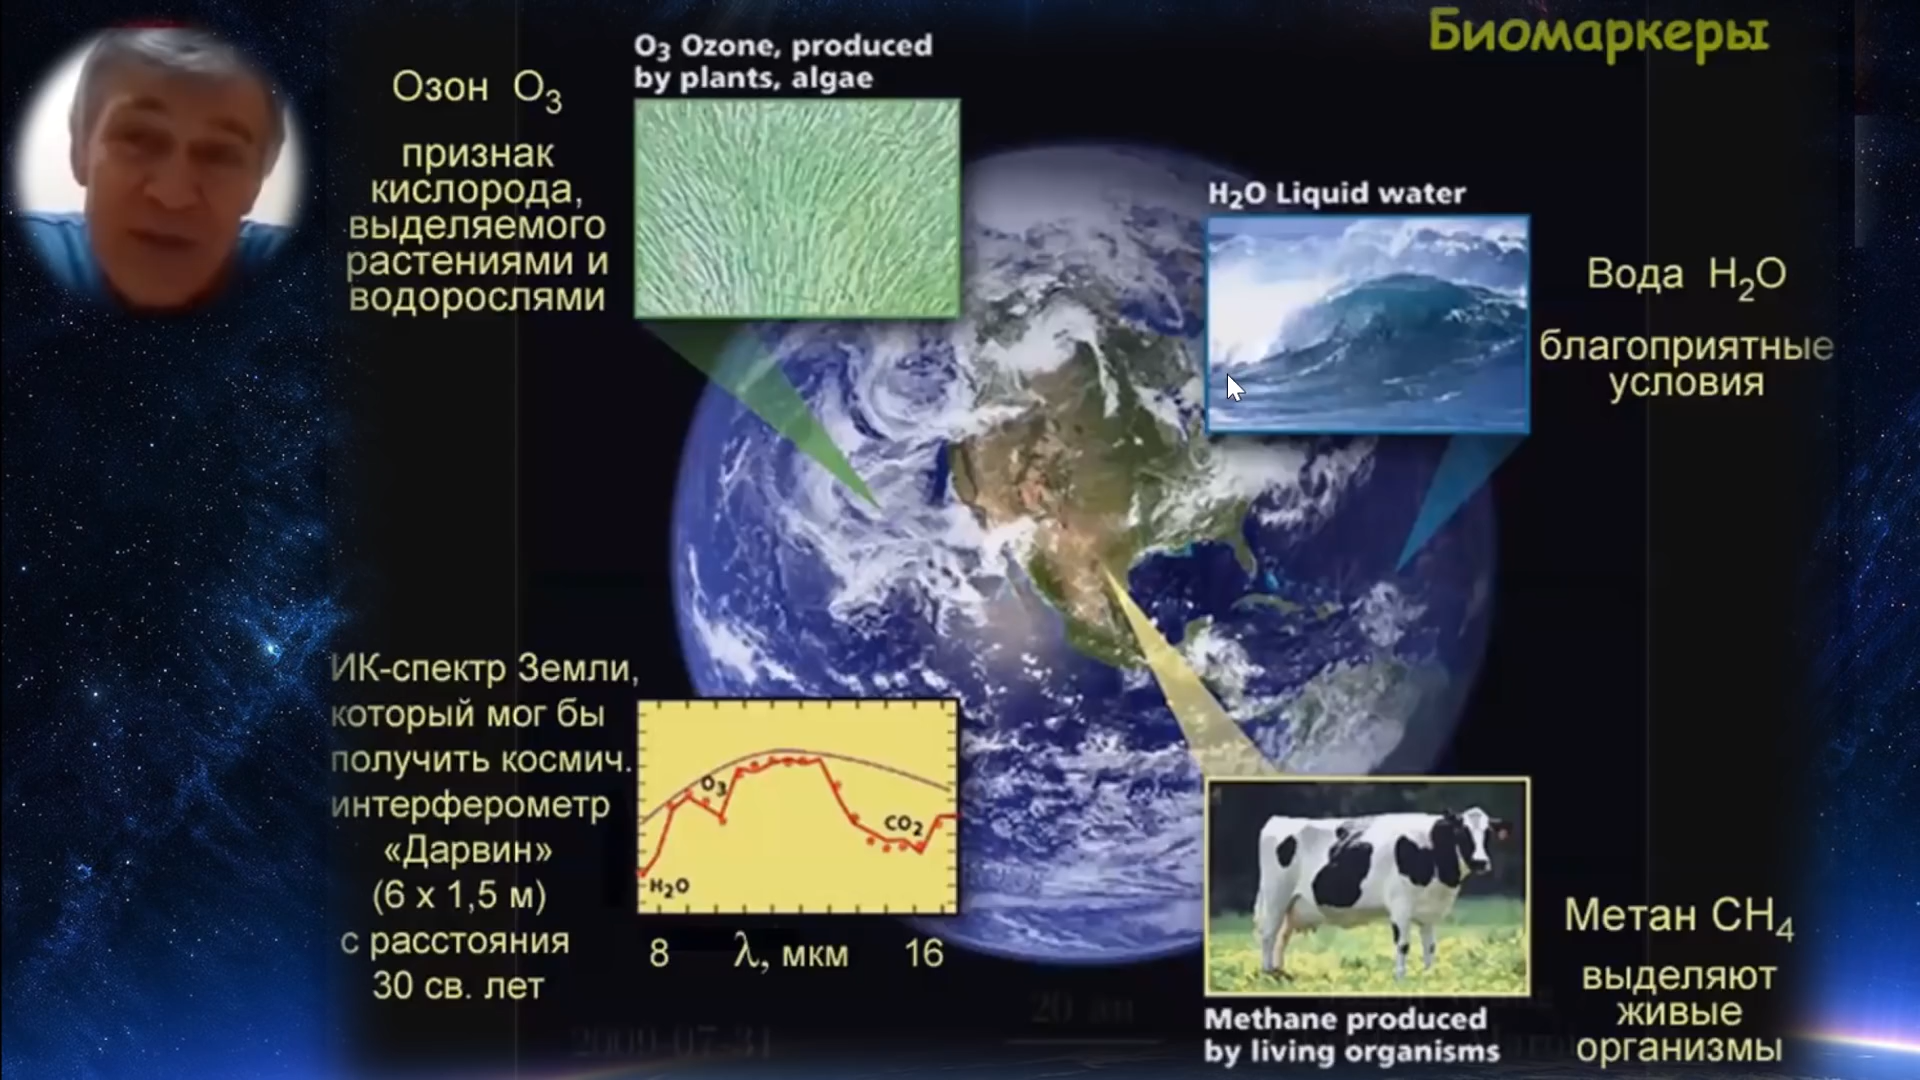 Биомаркеры
Озон O₃
признак
кислорода,
выделяемого
растениями и
водорослями
O₃ Ozone, produced
by plants, algae
H₂O Liquid water
Вода H₂O
благоприятные
условия
ИК-спектр Земли,
который мог бы
получить космич.
интерферометр
«Дарвин»
(6 x 1,5 м)
с расстояния
30 св. лет
O₃
CO₂
H₂O
8 λ, мкм 16
Methane produced
by living organisms
Метан CH₄
выделяют
живые
организмы